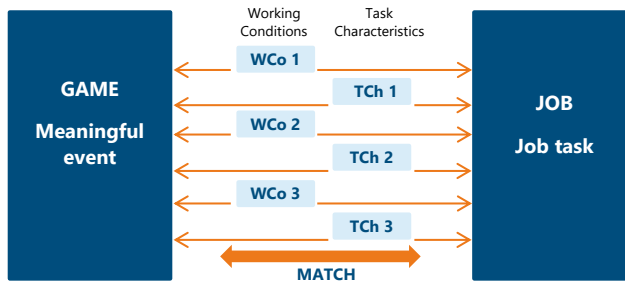 Working
Conditions
Task
Characteristics
WCo 1
TCh 1
GAME
Meaningful
event
WCo 2
JOB
Job task
TCh 2
WCo 3
TCh 3
MATCH